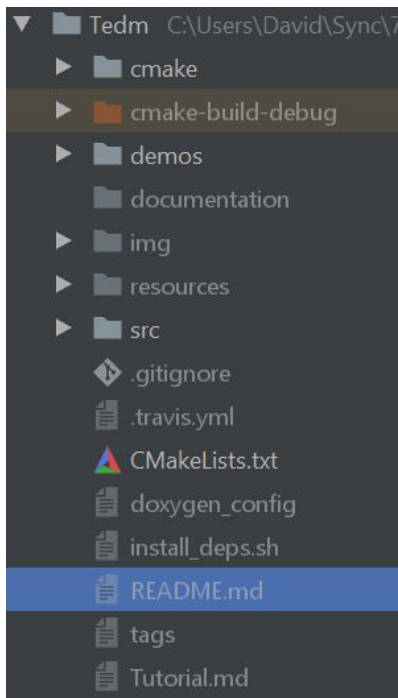 Tedm C:\Users\David\Sync\7
cmake
cmake-build-debug
demos
documentation
img
resources
src
.gitignore
.travis.yml
CMakeLists.txt
doxygen_config
install_deps.sh
README.md
tags
Tutorial.md